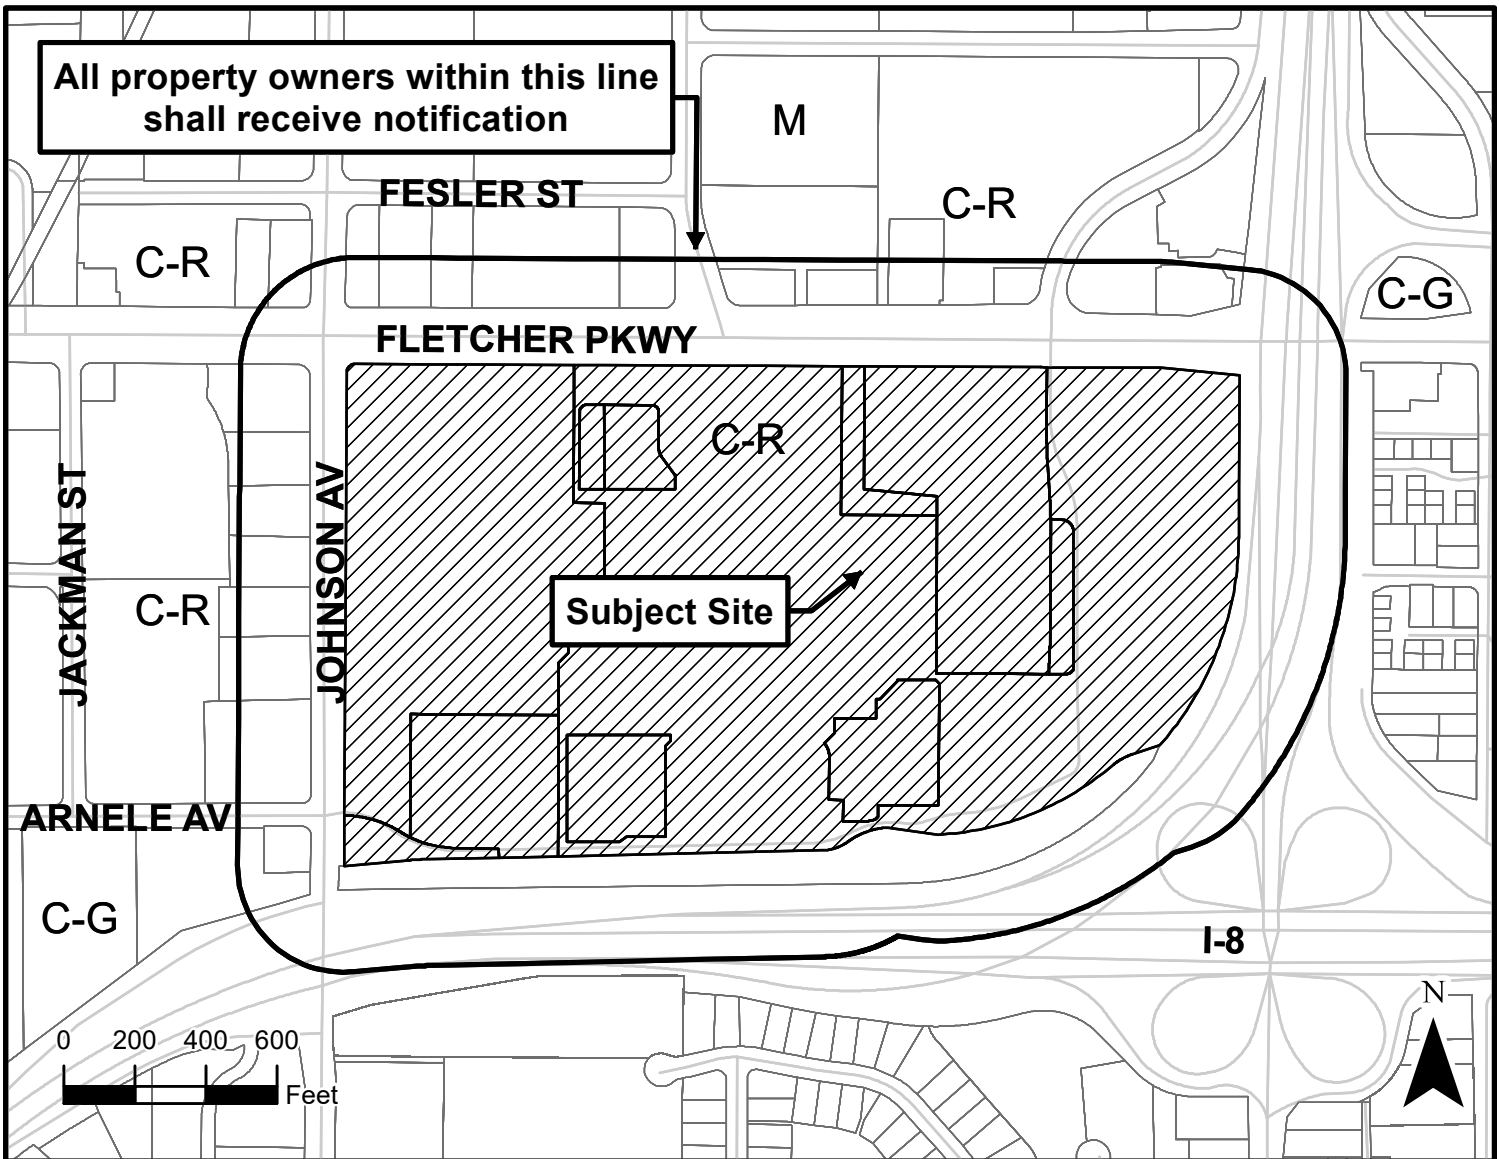 All property owners within this line
shall receive notification
M
FESLER ST
C-R
C-R
C-G
FLETCHER PKWY
C-R
JACKMAN ST
JOHNSON AV
C-R
Subject Site
ARNELE AV
C-G
I-8
N
0 200 400 600
Feet